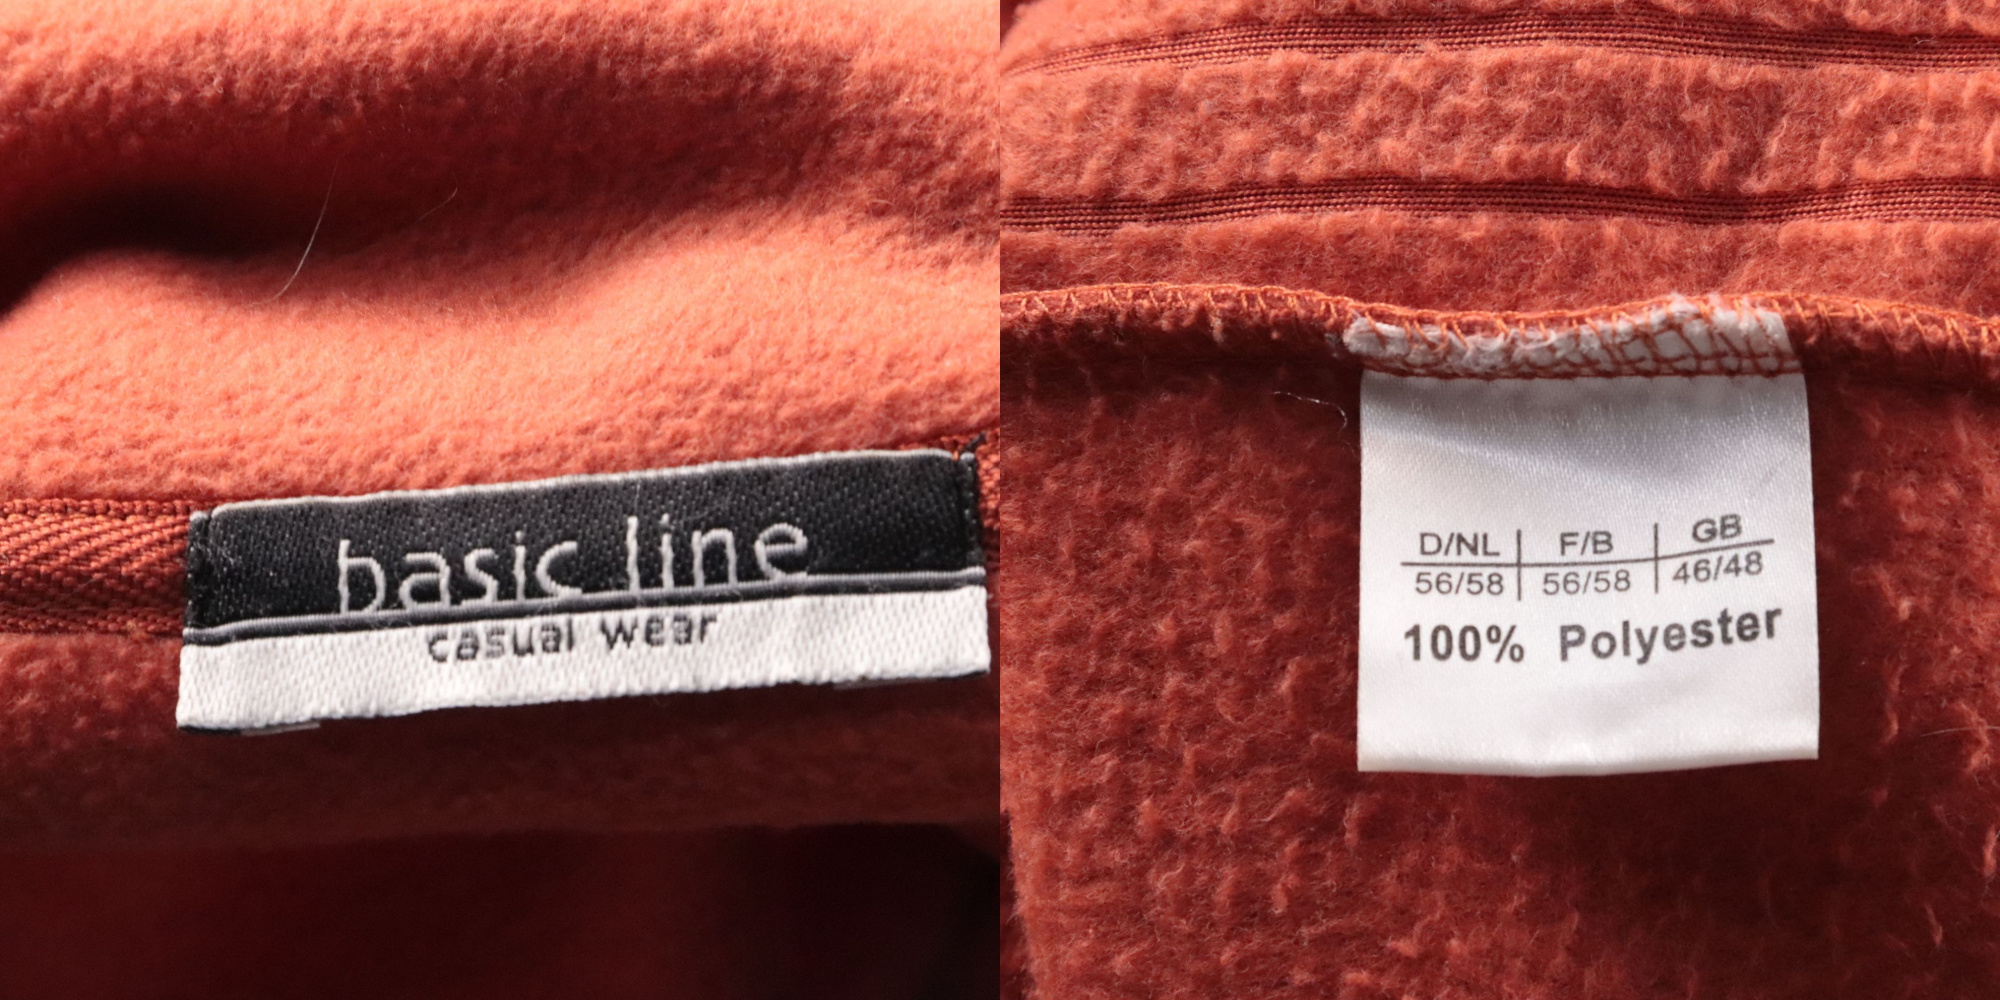 basic line
casual wear
D/NL | F/B | GB
56/58 | 56/58 | 46/48
100% Polyester